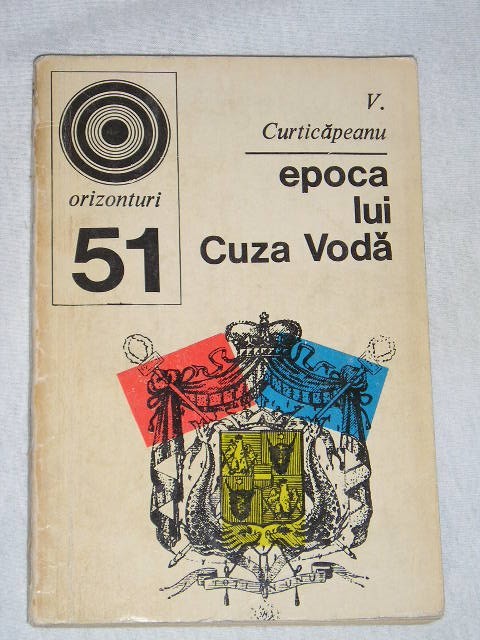 orizonturi
51
V.
Curticăpeanu
epoca
lui
Cuza Vodă